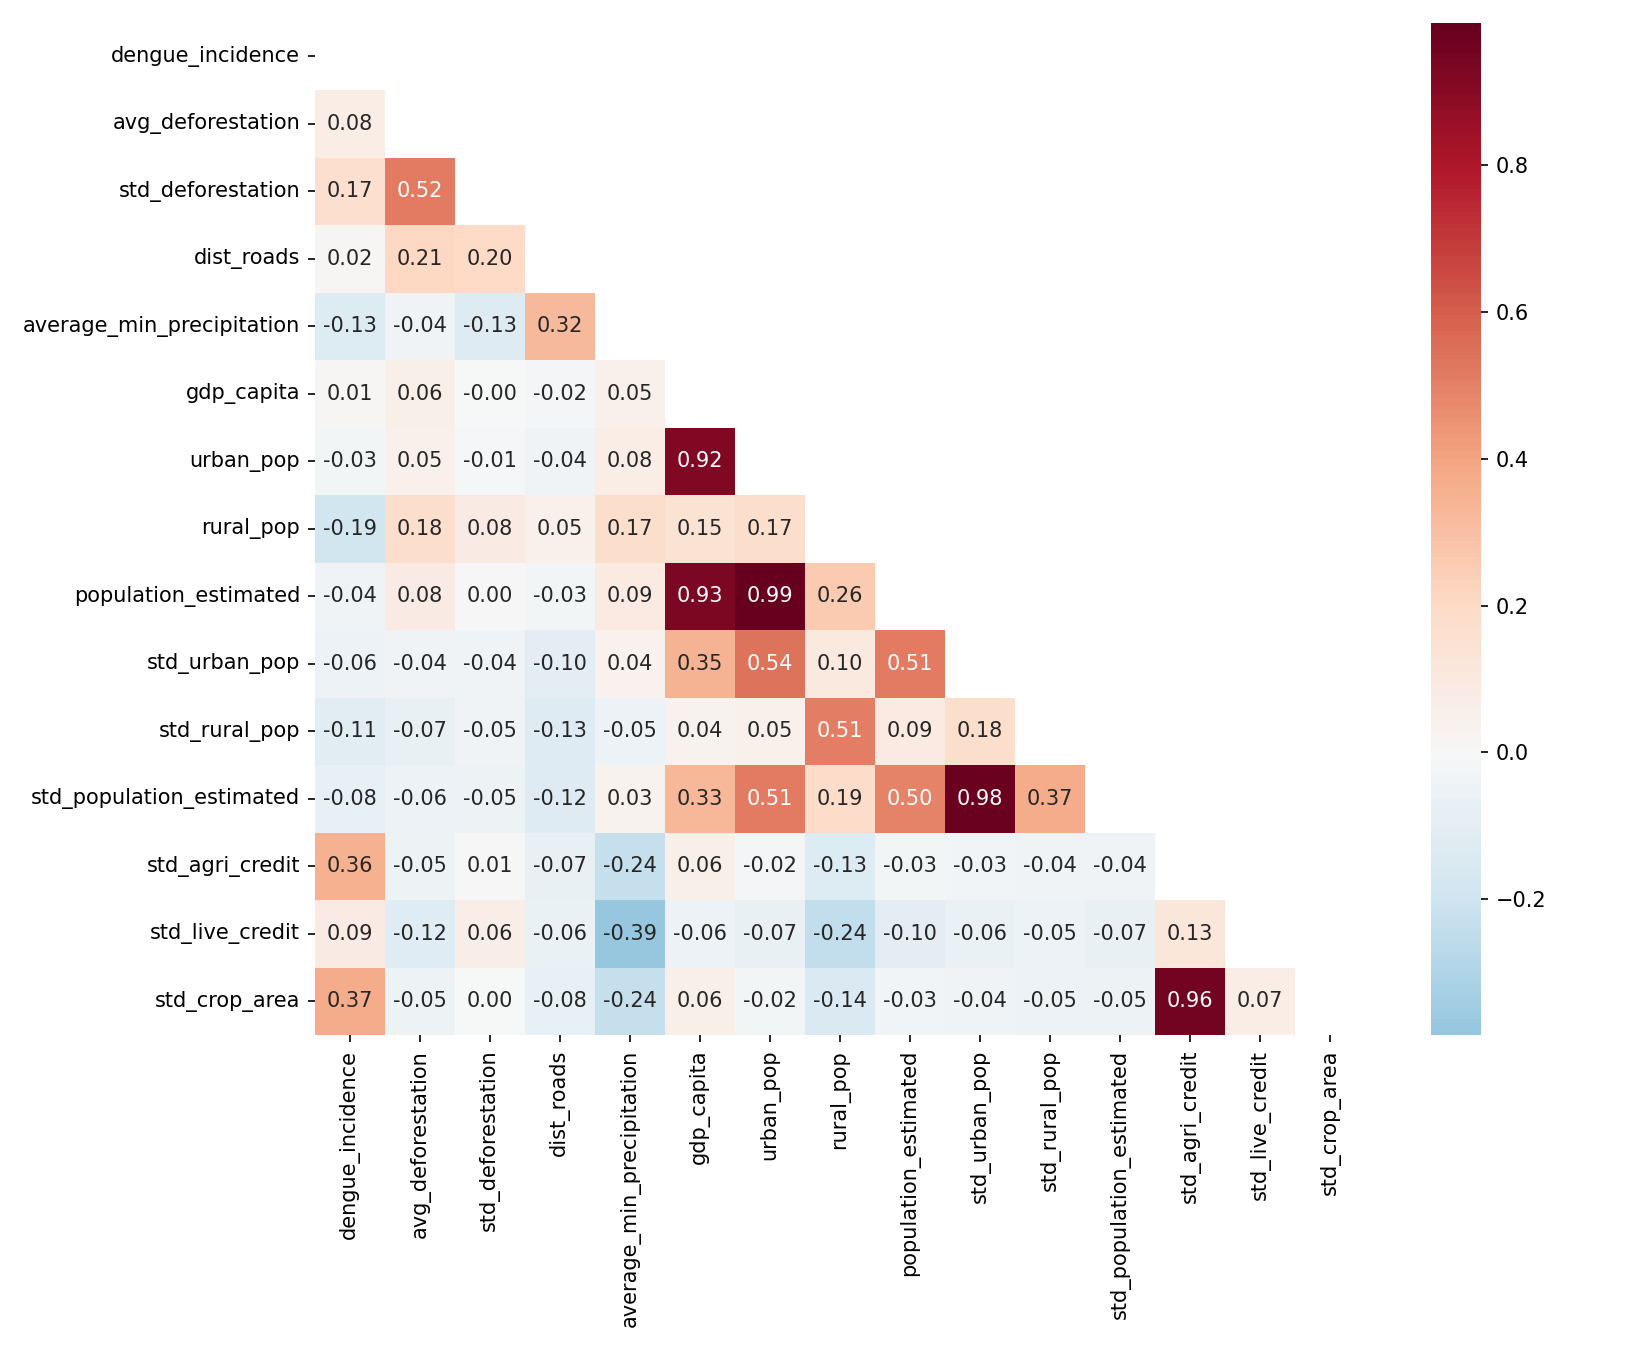 dengue_incidence
avg_deforestation 0.08
std_deforestation 0.17 0.52
dist_roads 0.02 0.21 0.20
average_min_precipitation -0.13 -0.04 -0.13 0.32
gdp_capita 0.01 0.06 -0.00 -0.02 0.05
urban_pop -0.03 0.05 -0.01 -0.04 0.08 0.92
rural_pop -0.19 0.18 0.08 0.05 0.17 0.15 0.17
population_estimated -0.04 0.08 0.00 -0.03 0.09 0.93 0.99 0.26
std_urban_pop -0.06 -0.04 -0.04 -0.10 0.04 0.35 0.54 0.10 0.51
std_rural_pop -0.11 -0.07 -0.05 -0.13 -0.05 0.04 0.05 0.51 0.09 0.18
std_population_estimated -0.08 -0.06 -0.05 -0.12 0.03 0.33 0.51 0.19 0.50 0.98 0.37
std_agri_credit 0.36 -0.05 0.01 -0.07 -0.24 0.06 -0.02 -0.13 -0.03 -0.03 -0.04 -0.04
std_live_credit 0.09 -0.12 0.06 -0.06 -0.39 -0.06 -0.07 -0.24 -0.10 -0.06 -0.05 -0.07 0.13
std_crop_area 0.37 -0.05 0.00 -0.08 -0.24 0.06 -0.02 -0.14 -0.03 -0.04 -0.05 -0.05 0.96 0.07
dengue_incidence
avg_deforestation
std_deforestation
dist_roads
average_min_precipitation
gdp_capita
urban_pop
rural_pop
population_estimated
std_urban_pop
std_rural_pop
std_population_estimated
std_agri_credit
std_live_credit
std_crop_area
0.8
0.6
0.4
0.2
0.0
−0.2